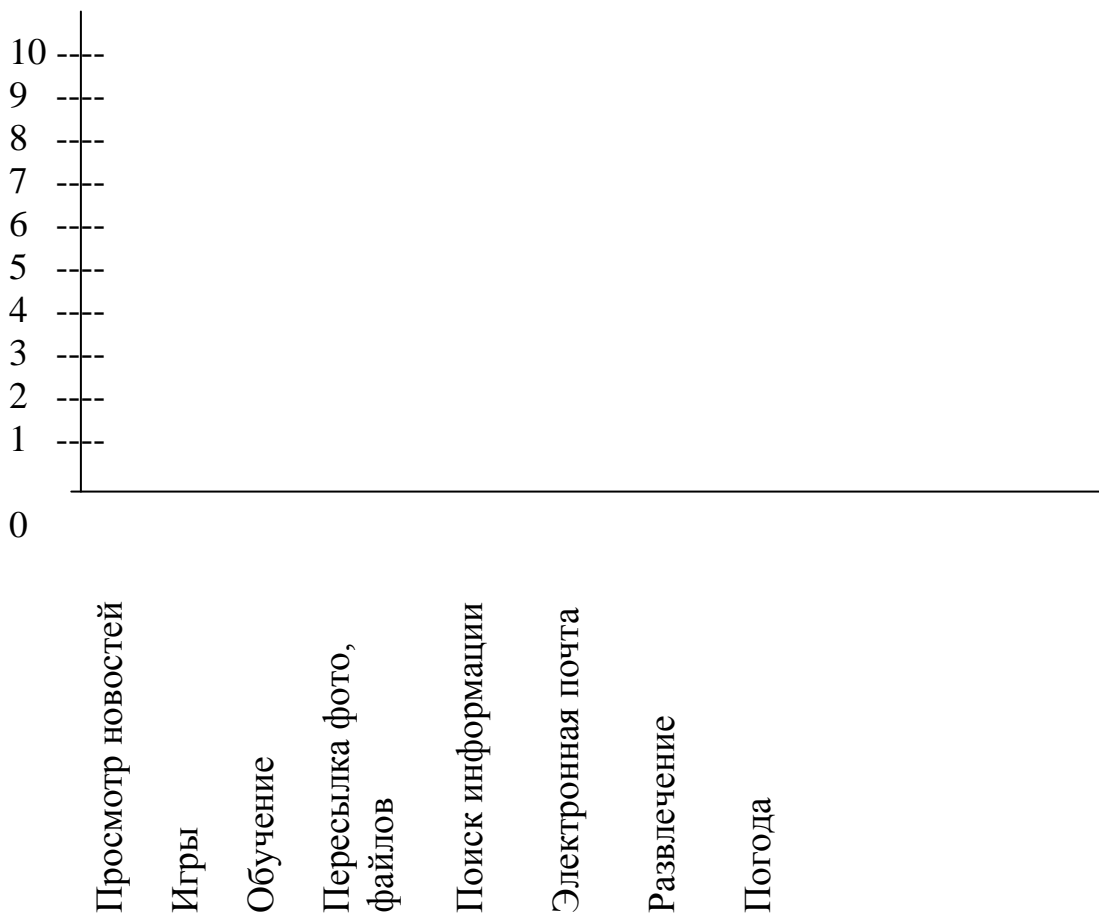 10
9
8
7
6
5
4
3
2
1
0
Просмотр новостей
Игры
Обучение
Пересылка фото,
файлов
Поиск информации
Электронная почта
Развлечение
Погода